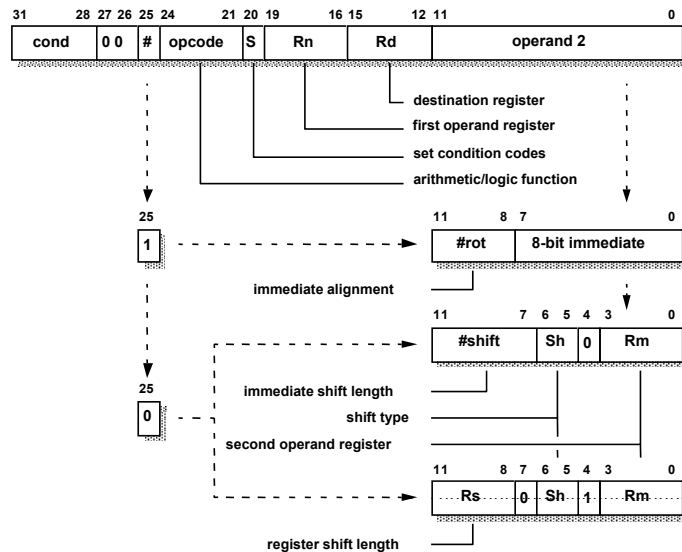 31 28 27 26 25 24 21 20 19 16 15 12 11 0
cond 0 0 # opcode S Rn Rd operand 2
destination register
first operand register
set condition codes
arithmetic/logic function
25 11 8 7 0
1 #rot 8-bit immediate
immediate alignment
11 7 6 5 4 3 0
#shift Sh 0 Rm
25
0
immediate shift length
shift type
second operand register
11 8 7 6 5 4 3 0
Rs 0 Sh 1 Rm
register shift length